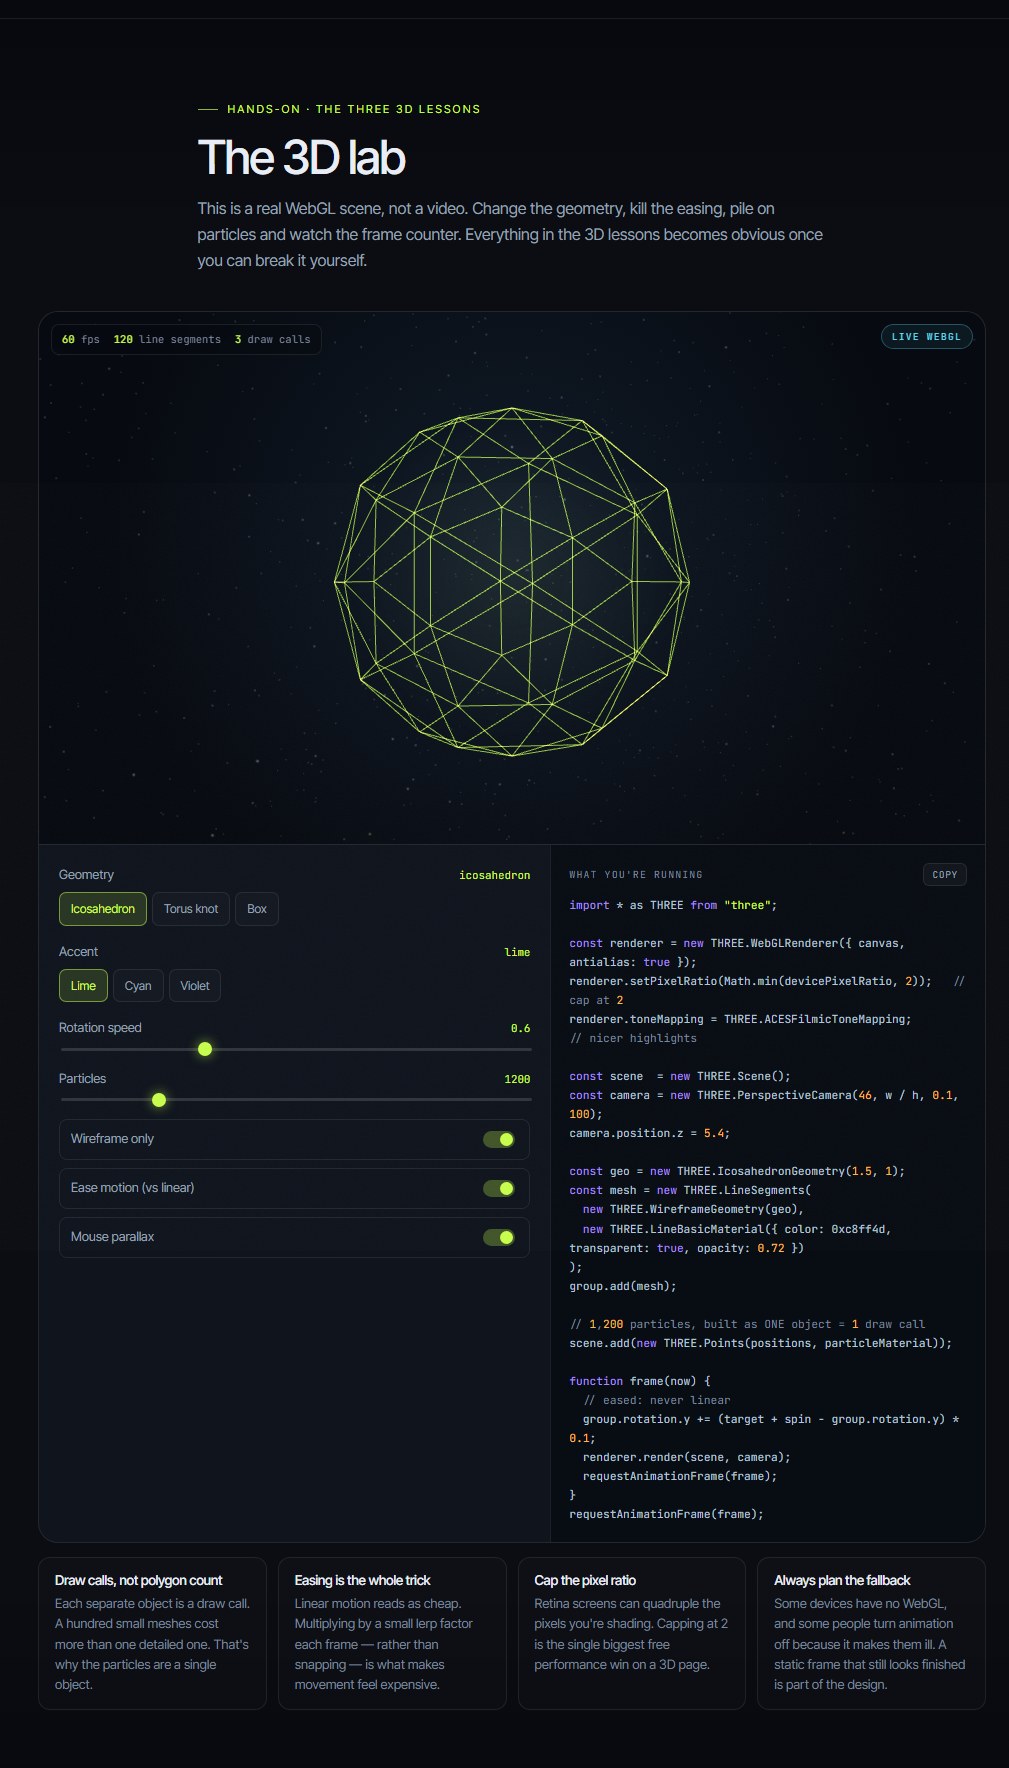 HANDS-ON · THE THREE 3D LESSONS
The 3D lab
This is a real WebGL scene, not a video. Change the geometry, kill the easing, pile on
particles and watch the frame counter. Everything in the 3D lessons becomes obvious once
you can break it yourself.
60 fps 120 line segments 3 draw calls
LIVE WEBGL
Geometry
icosahedron
Icosahedron
Torus knot
Box
Accent
lime
Lime
Cyan
Violet
Rotation speed
0.6
Particles
1200
Wireframe only
Ease motion (vs linear)
Mouse parallax
WHAT YOU'RE RUNNING
COPY
import * as THREE from "three";
const renderer = new THREE.WebGLRenderer({ canvas,
antialias: true });
renderer.setPixelRatio(Math.min(devicePixelRatio, 2));   //
cap at 2
renderer.toneMapping = THREE.ACESFilmicToneMapping;
// nicer highlights
const scene  = new THREE.Scene();
const camera = new THREE.PerspectiveCamera(46, w / h, 0.1,
100);
camera.position.z = 5.4;
const geo = new THREE.IcosahedronGeometry(1.5, 1);
const mesh = new THREE.LineSegments(
  new THREE.WireframeGeometry(geo),
  new THREE.LineBasicMaterial({ color: 0xc8ff4d,
transparent: true, opacity: 0.72 })
);
group.add(mesh);
// 1,200 particles, built as ONE object = 1 draw call
scene.add(new THREE.Points(positions, particleMaterial));
function frame(now) {
  // eased: never linear
  group.rotation.y += (target + spin - group.rotation.y) *
0.1;
  renderer.render(scene, camera);
  requestAnimationFrame(frame);
}
requestAnimationFrame(frame);
Draw calls, not polygon count
Each separate object is a draw call.
A hundred small meshes cost
more than one detailed one. That's
why the particles are a single
object.
Easing is the whole trick
Linear motion reads as cheap.
Multiplying by a small lerp factor
each frame — rather than
snapping — is what makes
movement feel expensive.
Cap the pixel ratio
Retina screens can quadruple the
pixels you're shading. Capping at 2
is the single biggest free
performance win on a 3D page.
Always plan the fallback
Some devices have no WebGL,
and some people turn animation
off because it makes them ill. A
static frame that still looks finished
is part of the design.